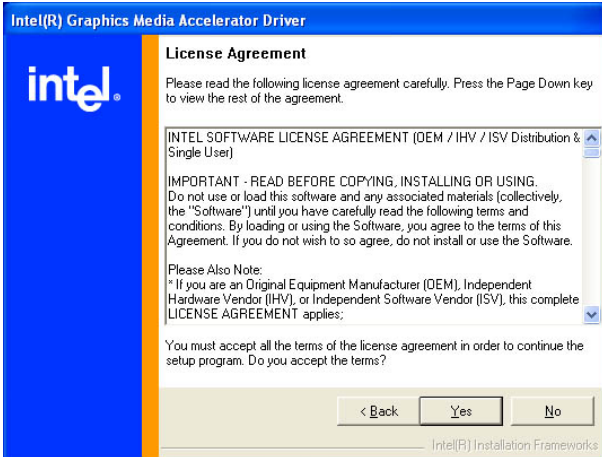 Intel(R) Graphics Media Accelerator Driver
intel.
License Agreement
Please read the following license agreement carefully. Press the Page Down key
to view the rest of the agreement.
INTEL SOFTWARE LICENSE AGREEMENT (OEM / IHV / ISV Distribution &
Single User)
IMPORTANT - READ BEFORE COPYING, INSTALLING OR USING.
Do not use or load this software and any associated materials (collectively,
the "Software") until you have carefully read the following terms and
conditions. By loading or using the Software, you agree to the terms of this
Agreement. If you do not wish to so agree, do not install or use the Software.
Please Also Note:
* If you are an Original Equipment Manufacturer (OEM), Independent
Hardware Vendor (IHV), or Independent Software Vendor (ISV), this complete
LICENSE AGREEMENT applies;
You must accept all the terms of the license agreement in order to continue the
setup program. Do you accept the terms?
< Back Yes No
Intel(R) Installation Frameworks